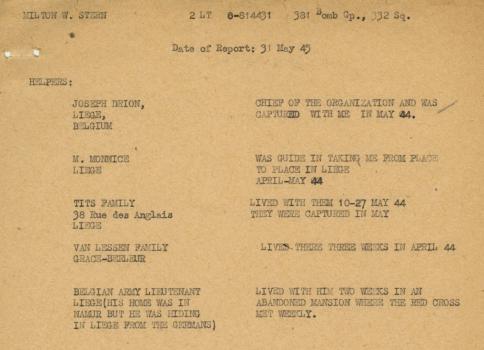 MILTON W. STERN 2 LT 0-814431 381 Bomb Gp., 332 Sq.
Date of Report: 31 May 45
HELPERS:
JOSEPH DRION, CHIEF OF THE ORGANIZATION AND WAS
LIEGE, CAPTURED WITH ME IN MAY 44.
BELGIUM
M. MONNICE WAS GUIDE IN TAKING ME FROM PLACE
LIEGE TO PLACE IN LIEGE
APRIL-MAY 44
TITS FAMILY LIVED WITH THEM 10-27 MAY 44
38 Rue des Anglais THEY WERE CAPTURED IN MAY
LIEGE
VAN LESSEN FAMILY LIVED THERE THREE WEEKS IN APRIL 44
GRACE-BERLEUR
BELGIAN ARMY LIEUTENANT LIVED WITH HIM TWO WEEKS IN AN
LIEGE(HIS HOME WAS IN ABANDONED MANSION WHERE THE RED CROSS
NAMUR BUT HE WAS HIDING MET WEEKLY.
IN LIEGE FROM THE GERMANS)